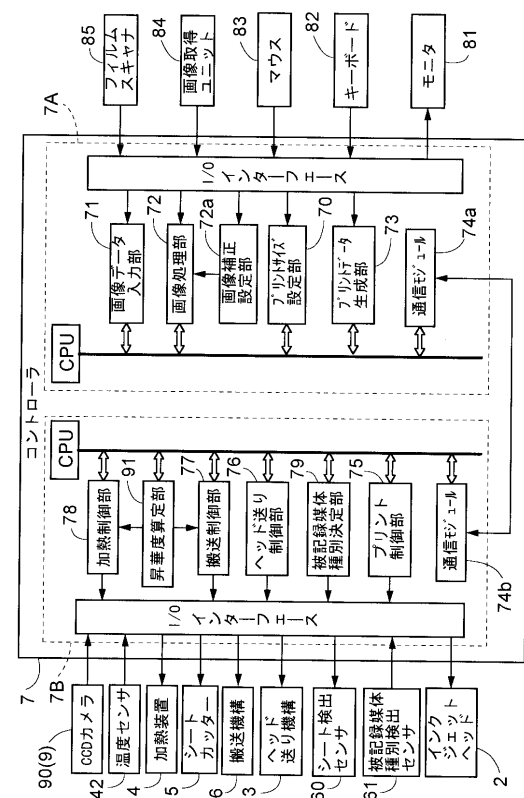 コントローラ
7A
CPU
71
画像データ
入力部
72
画像処理部
72a
画像補正
設定部
70
プリントサイズ
設定部
73
プリントデータ
生成部
74a
通信モジュール
I/O
インターフェース
85
フィルム
スキャナ
84
画像取得
ユニット
83
マウス
82
キーボード
81
モニタ
7
7B
CPU
78
加熱制御部
91
昇華度算定部
77
搬送制御部
76
ヘッド送り
制御部
79
被記録媒体
種別決定部
75
プリント
制御部
74b
通信モジュール
I/O
インターフェース
90(9)
CCDカメラ
42
温度センサ
4
加熱装置
5
シート
カッター
6
搬送機構
3
ヘッド
送り機構
60
シート検出
センサ
61
被記録媒体
種別検出センサ
2
インク
ジェット
ヘッド